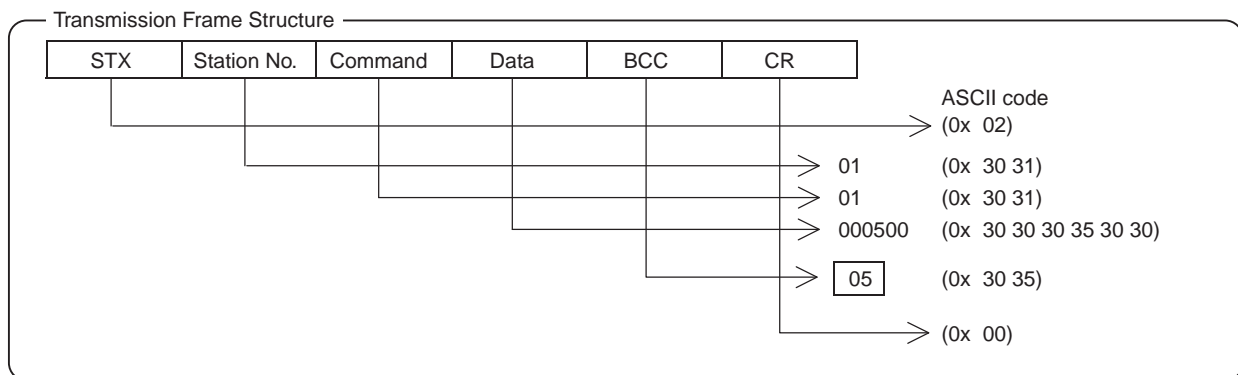 Transmission Frame Structure
STX Station No. Command Data BCC CR
ASCII code
(0x 02)
01 (0x 30 31)
01 (0x 30 31)
000500 (0x 30 30 30 35 30 30)
05 (0x 30 35)
(0x 00)